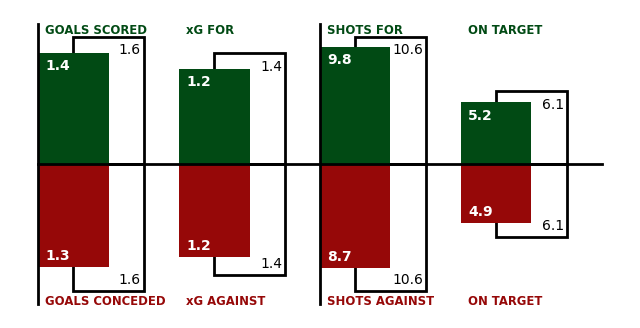 GOALS SCORED xG FOR SHOTS FOR ON TARGET
1.6 1.4 10.6 6.1
1.4 1.2 9.8 5.2
1.3 1.2 8.7 4.9
1.6 1.4 10.6 6.1
GOALS CONCEDED xG AGAINST SHOTS AGAINST ON TARGET